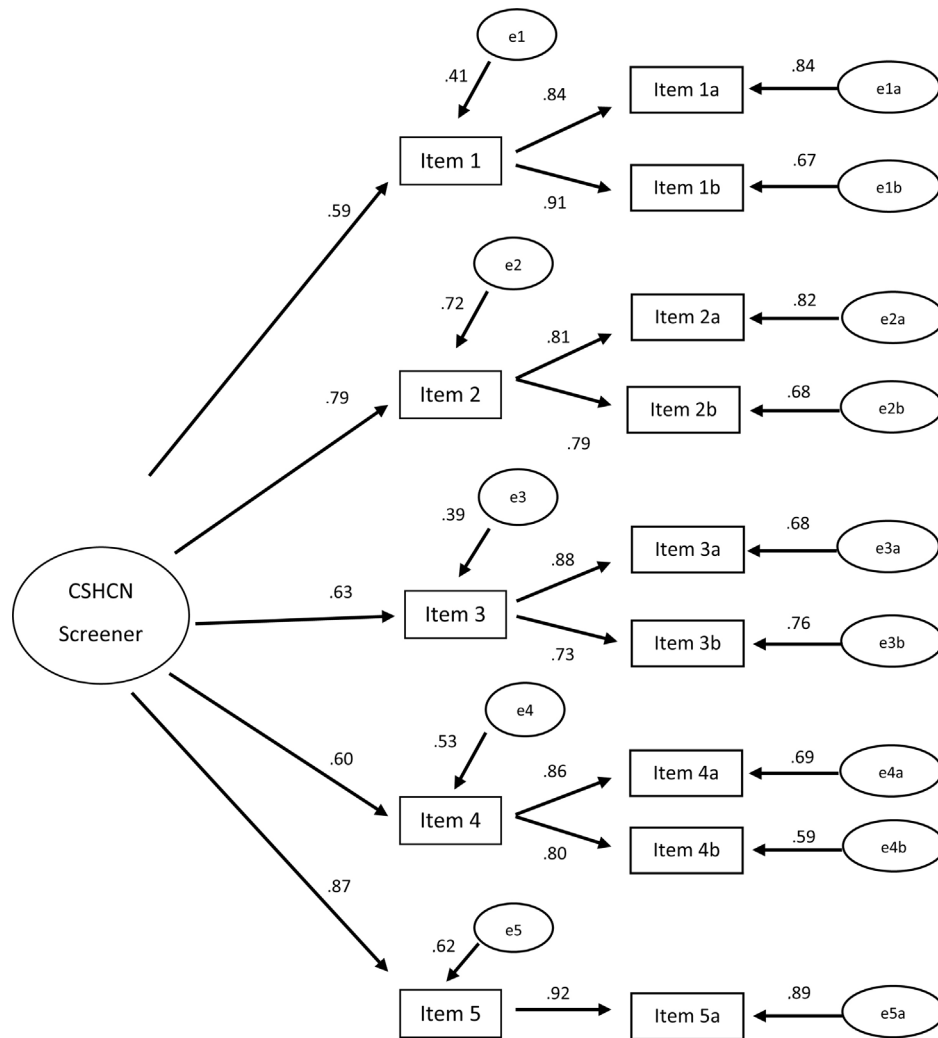 e1
.41
.84
.84
e1a
Item 1a
Item 1
.59
.91
.67
Item 1b
e1b
e2
.72
.81
.82
Item 2a
e2a
.79
Item 2
.68
Item 2b
e2b
.79
e3
.39
.88
.68
Item 3a
e3a
CSHCN
Screener
.63
Item 3
.73
.76
Item 3b
e3b
e4
.53
.60
.86
.69
Item 4a
e4a
Item 4
.80
.59
Item 4b
e4b
.87
e5
.62
.92
.89
Item 5
Item 5a
e5a